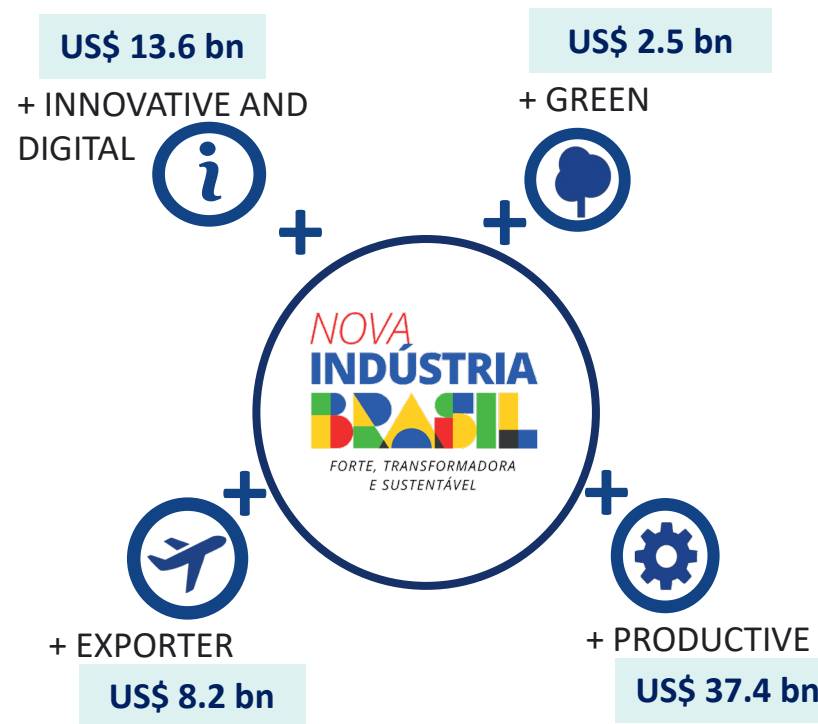 US$ 13.6 bn
+ INNOVATIVE AND
DIGITAL
i
US$ 2.5 bn
+ GREEN
NOVA
INDÚSTRIA
BRASIL
FORTE, TRANSFORMADORA
E SUSTENTÁVEL
+ EXPORTER
US$ 8.2 bn
+ PRODUCTIVE
US$ 37.4 bn